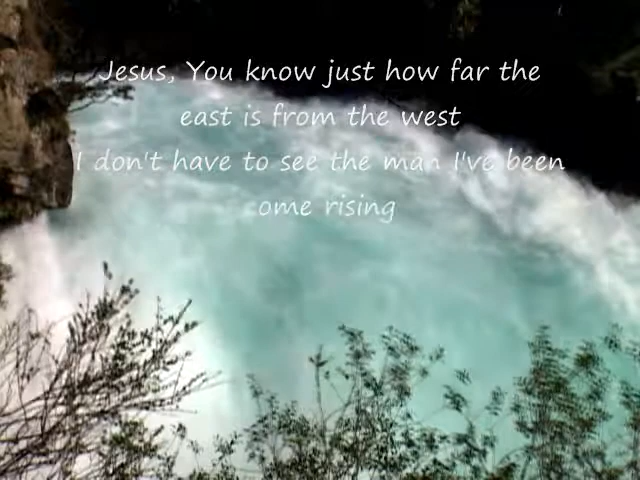 Jesus, You know just how far the
east is from the west
I don't have to see the man I've been
ome rising